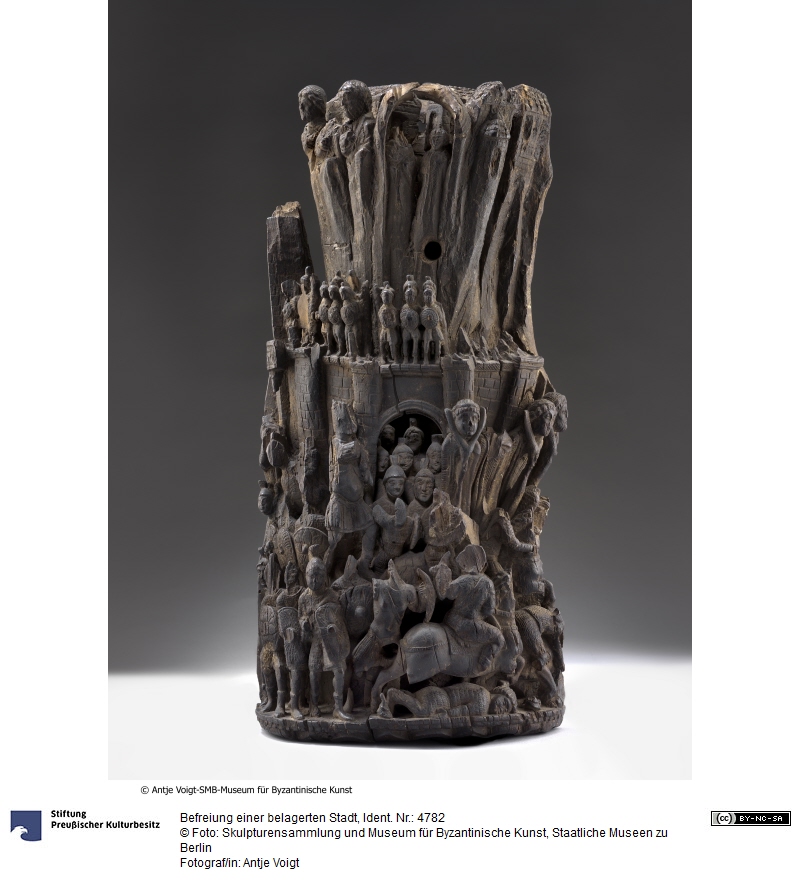 © Antje Voigt-SMB-Museum für Byzantinische Kunst
Stiftung
Preußischer Kulturbesitz
Befreiung einer belagerten Stadt, Ident. Nr.: 4782
© Foto: Skulpturensammlung und Museum für Byzantinische Kunst, Staatliche Museen zu
Berlin
Fotograf/in: Antje Voigt
cc BY-NC-SA